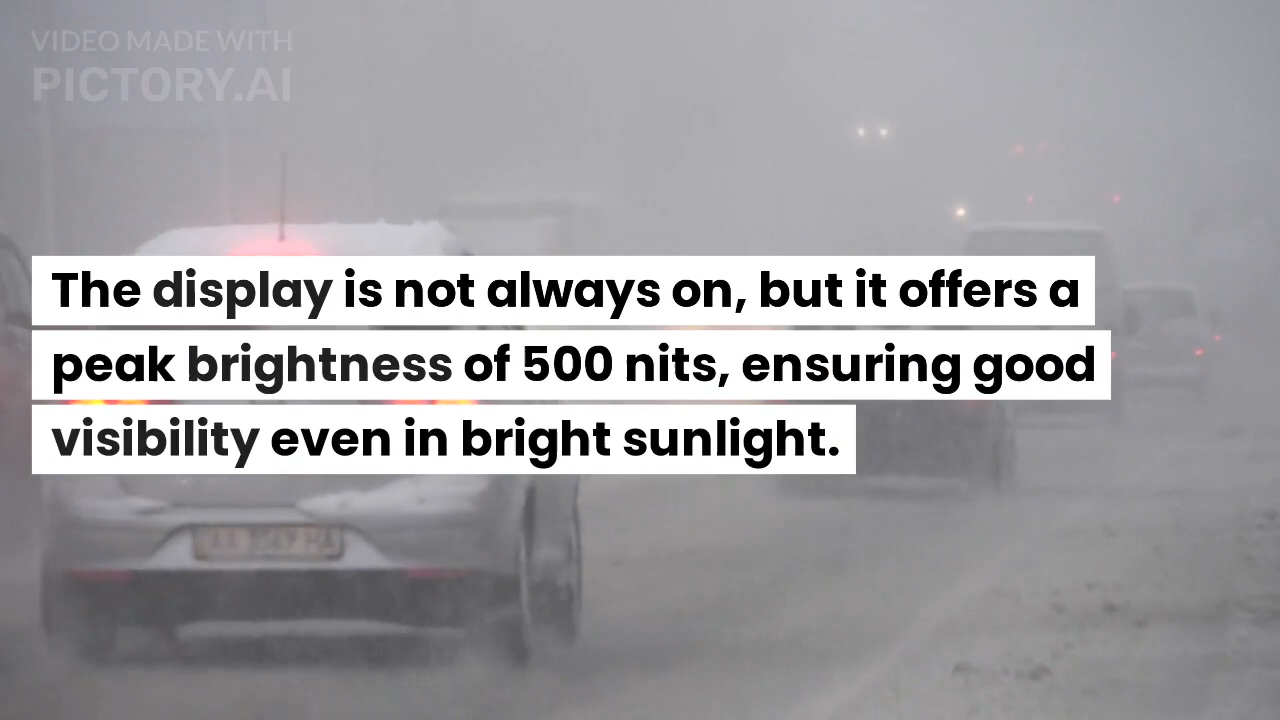 VIDEO MADE WITH
PICTORY.AI
The display is not always on, but it offers a
peak brightness of 500 nits, ensuring good
visibility even in bright sunlight.